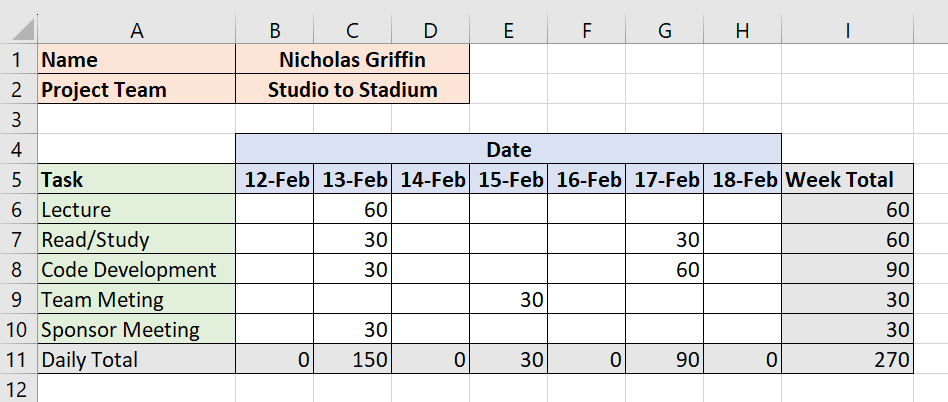 A B C D E F G H I
1 Name Nicholas Griffin
2 Project Team Studio to Stadium
3
4 Date
5 Task 12-Feb 13-Feb 14-Feb 15-Feb 16-Feb 17-Feb 18-Feb Week Total
6 Lecture 60 60
7 Read/Study 30 30 60
8 Code Development 30 60 90
9 Team Meting 30 30
10 Sponsor Meeting 30 30
11 Daily Total 0 150 0 30 0 90 0 270
12